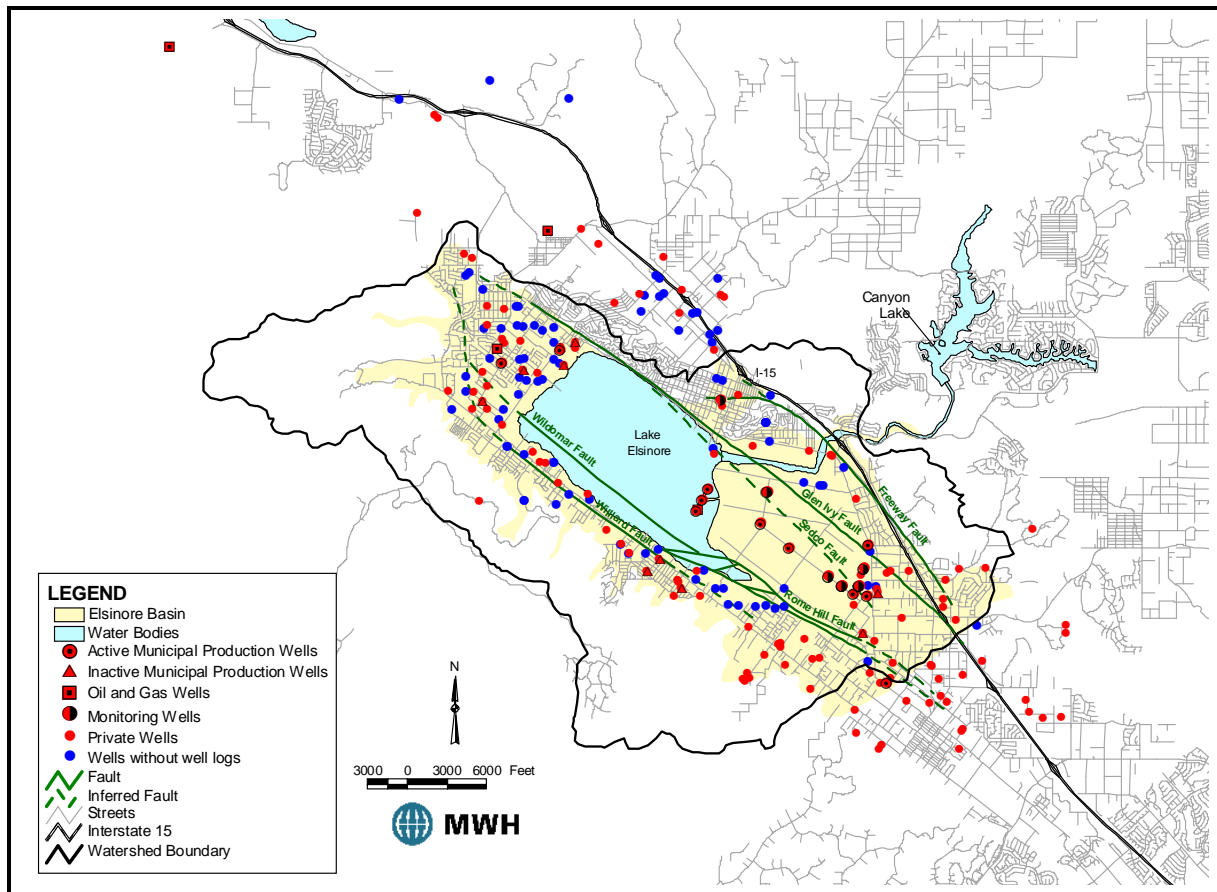 Canyon
Lake
I-15
Lake
Elsinore
Wildomar Fault
Willard Fault
Glen Ivy Fault
Sedco Fault
Freeway Fault
Rome Hill Fault
LEGEND
Elsinore Basin
Water Bodies
Active Municipal Production Wells
Inactive Municipal Production Wells
Oil and Gas Wells
Monitoring Wells
Private Wells
Wells without well logs
Fault
Inferred Fault
Streets
Interstate 15
Watershed Boundary
N
3000 0 3000 6000 Feet
MWH